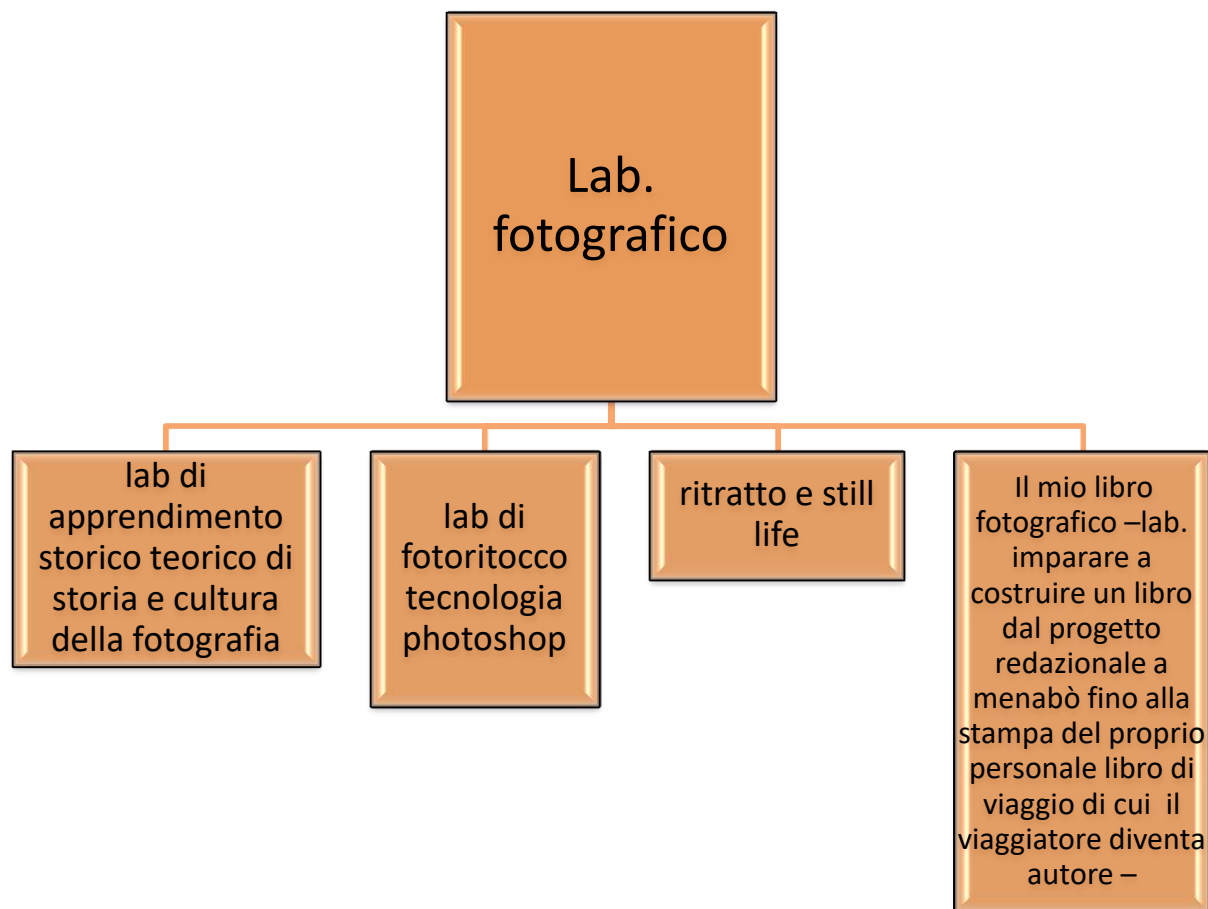 Lab.
fotografico
lab di
apprendimento
storico teorico di
storia e cultura
della fotografia
lab di
fotoritocco
tecnologia
photoshop
ritratto e still
life
Il mio libro
fotografico –lab.
imparare a
costruire un libro
dal progetto
redazionale a
menabò fino alla
stampa del proprio
personale libro di
viaggio di cui  il
viaggiatore diventa
autore –